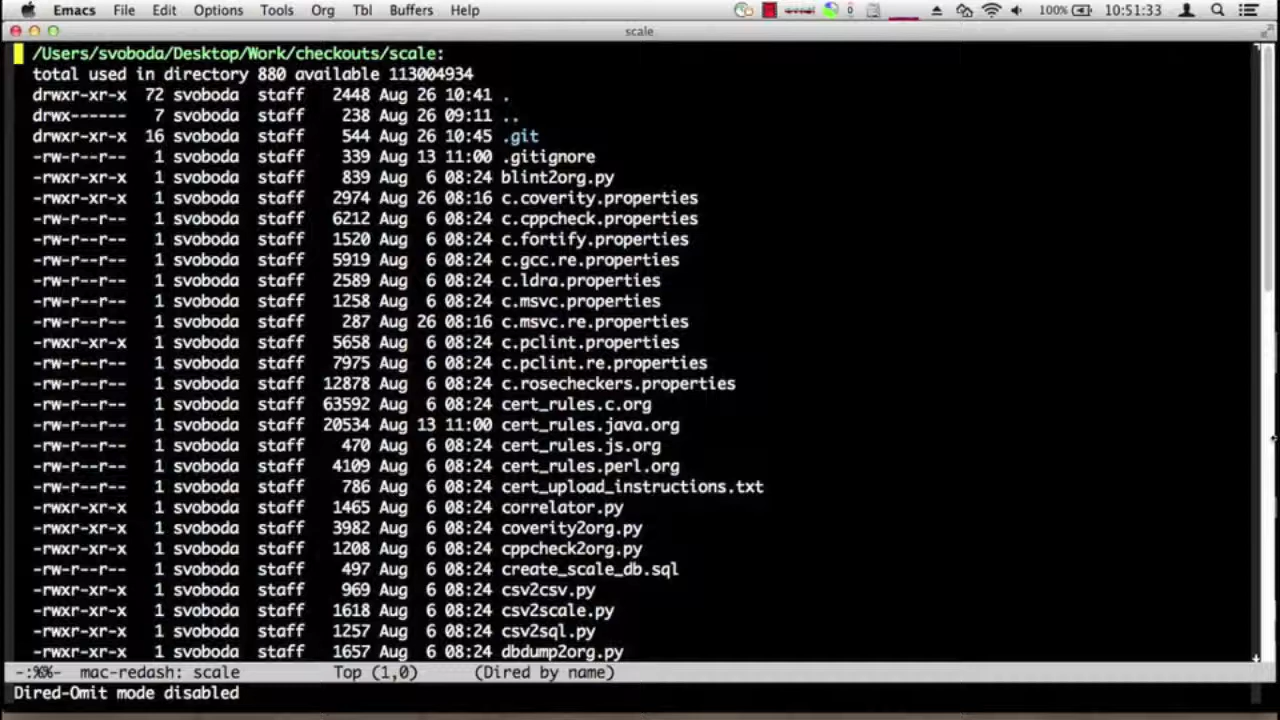 Emacs File Edit Options Tools Org Tbl Buffers Help 100% 10:51:33
scale
/Users/svoboda/Desktop/Work/checkouts/scale:
total used in directory 880 available 113004934
drwxr-xr-x 72 svoboda staff 2448 Aug 26 10:41 .
drwx------ 7 svoboda staff 238 Aug 26 09:11 ..
drwxr-xr-x 16 svoboda staff 544 Aug 26 10:45 .git
-rw-r--r-- 1 svoboda staff 339 Aug 13 11:00 .gitignore
-rwxr-xr-x 1 svoboda staff 839 Aug 6 08:24 blint2org.py
-rwxr-xr-x 1 svoboda staff 2974 Aug 26 08:16 c.coverity.properties
-rw-r--r-- 1 svoboda staff 6212 Aug 6 08:24 c.cppcheck.properties
-rw-r--r-- 1 svoboda staff 1520 Aug 6 08:24 c.fortify.properties
-rw-r--r-- 1 svoboda staff 5919 Aug 6 08:24 c.gcc.re.properties
-rw-r--r-- 1 svoboda staff 2589 Aug 6 08:24 c.ldra.properties
-rw-r--r-- 1 svoboda staff 1258 Aug 6 08:24 c.msvc.properties
-rw-r--r-- 1 svoboda staff 287 Aug 26 08:16 c.msvc.re.properties
-rwxr-xr-x 1 svoboda staff 5658 Aug 6 08:24 c.pclint.properties
-rw-r--r-- 1 svoboda staff 7975 Aug 6 08:24 c.pclint.re.properties
-rw-r--r-- 1 svoboda staff 12878 Aug 6 08:24 c.rosecheckers.properties
-rw-r--r-- 1 svoboda staff 63592 Aug 6 08:24 cert_rules.c.org
-rw-r--r-- 1 svoboda staff 20534 Aug 13 11:00 cert_rules.java.org
-rw-r--r-- 1 svoboda staff 470 Aug 6 08:24 cert_rules.js.org
-rw-r--r-- 1 svoboda staff 4109 Aug 6 08:24 cert_rules.perl.org
-rw-r--r-- 1 svoboda staff 786 Aug 6 08:24 cert_upload_instructions.txt
-rwxr-xr-x 1 svoboda staff 1465 Aug 6 08:24 correlator.py
-rwxr-xr-x 1 svoboda staff 3982 Aug 6 08:24 coverity2org.py
-rwxr-xr-x 1 svoboda staff 1208 Aug 6 08:24 cppcheck2org.py
-rw-r--r-- 1 svoboda staff 497 Aug 6 08:24 create_scale_db.sql
-rwxr-xr-x 1 svoboda staff 969 Aug 6 08:24 csv2csv.py
-rwxr-xr-x 1 svoboda staff 1618 Aug 6 08:24 csv2scale.py
-rwxr-xr-x 1 svoboda staff 1257 Aug 6 08:24 csv2sql.py
-rwxr-xr-x 1 svoboda staff 1657 Aug 6 08:24 dbdump2org.py
-:%%- mac-redash: scale Top (1,0) (Dired by name)
Dired-Omit mode disabled